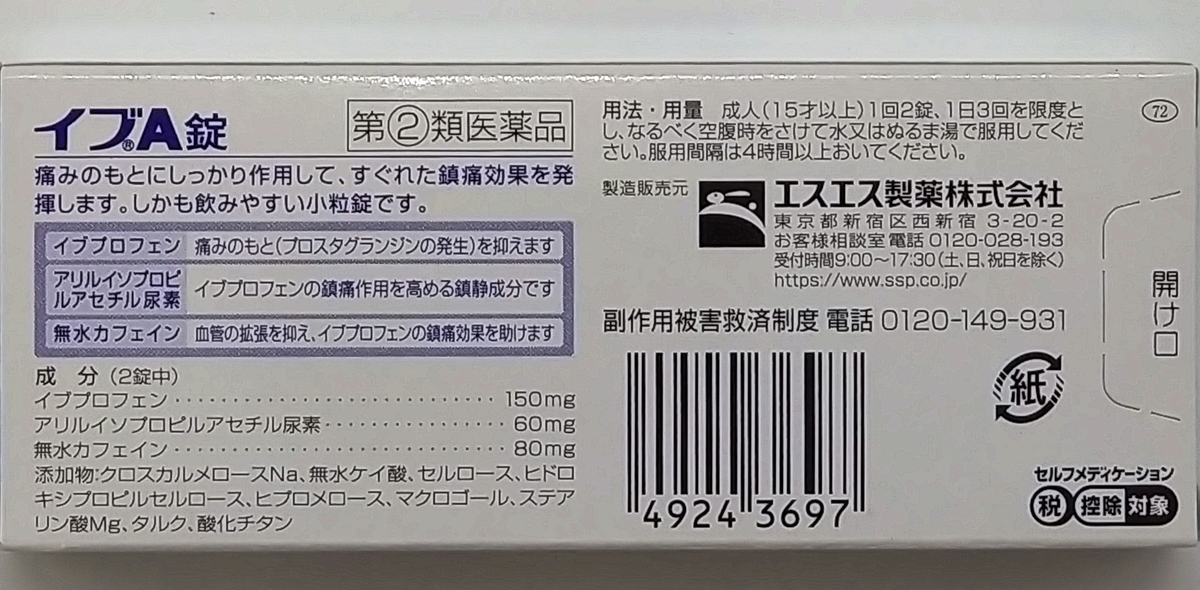 イブ®A錠
指定②類医薬品
痛みのもとにしっかり作用して、すぐれた鎮痛効果を発
揮します。しかも飲みやすい小粒錠です。
イブプロフェン 痛みのもと(プロスタグランジンの発生)を抑えます
アリルイソプロピ
ルアセチル尿素 イブプロフェンの鎮痛作用を高める鎮静成分です
無水カフェイン 血管の拡張を抑え、イブプロフェンの鎮痛効果を助けます
成 分 (2錠中)
イブプロフェン・・・・・・・・・・・・・・・・・・・・・・・・・・・・150mg
アリルイソプロピルアセチル尿素・・・・・・・・・・・・・・・・60mg
無水カフェイン・・・・・・・・・・・・・・・・・・・・・・・・・・・・80mg
添加物:クロスカルメロースNa、無水ケイ酸、セルロース、ヒドロ
キシプロピルセルロース、ヒプロメロース、マクロゴール、ステア
リン酸Mg、タルク、酸化チタン
用法・用量 成人(15才以上)1回2錠、1日3回を限度と
し、なるべく空腹時をさけて水又はぬるま湯で服用してくだ
さい。服用間隔は4時間以上おいてください。
72
製造販売元
エスエス製薬株式会社
東京都新宿区西新宿 3-20-2
お客様相談室 電話 0120-028-193
受付時間9:00〜17:30(土、日、祝日を除く)
https://www.ssp.co.jp/
副作用被害救済制度 電話 0120-149-931
開け口
紙
4924 3697
セルフメディケーション
税 控除 対象